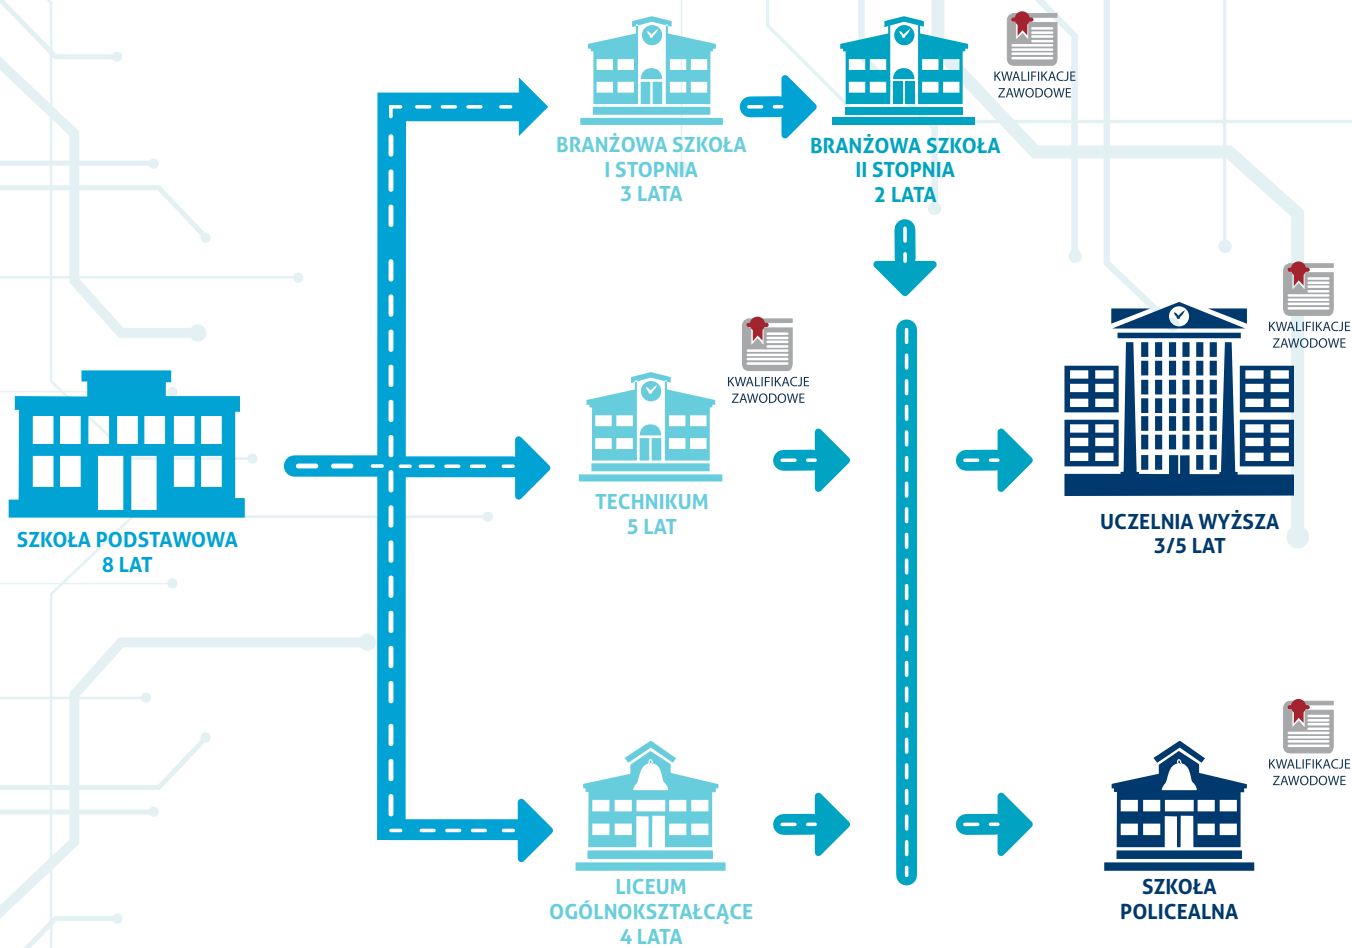 KWALIFIKACJE
ZAWODOWE
BRANŻOWA SZKOŁA
I STOPNIA
3 LATA
BRANŻOWA SZKOŁA
II STOPNIA
2 LATA
KWALIFIKACJE
ZAWODOWE
KWALIFIKACJE
ZAWODOWE
SZKOŁA PODSTAWOWA
8 LAT
TECHNIKUM
5 LAT
UCZELNIA WYŻSZA
3/5 LAT
KWALIFIKACJE
ZAWODOWE
LICEUM
OGÓLNOKSZTAŁCĄCE
4 LATA
SZKOŁA
POLICEALNA